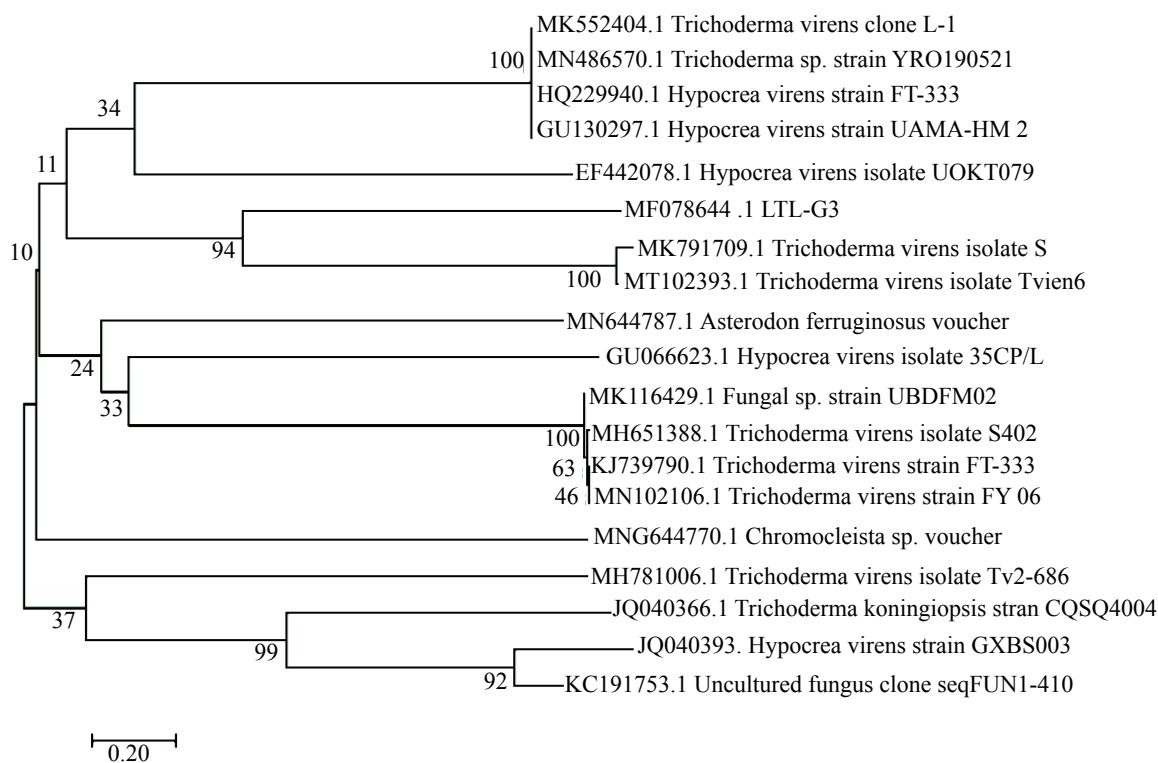 MK552404.1 Trichoderma virens clone L-1
100
MN486570.1 Trichoderma sp. strain YRO190521
HQ229940.1 Hypocrea virens strain FT-333
34
GU130297.1 Hypocrea virens strain UAMA-HM 2
11
EF442078.1 Hypocrea virens isolate UOKT079
MF078644 .1 LTL-G3
10
94
MK791709.1 Trichoderma virens isolate S
100
MT102393.1 Trichoderma virens isolate Tvien6
MN644787.1 Asterodon ferruginosus voucher
24
GU066623.1 Hypocrea virens isolate 35CP/L
33
MK116429.1 Fungal sp. strain UBDFM02
100
MH651388.1 Trichoderma virens isolate S402
63
KJ739790.1 Trichoderma virens strain FT-333
46
MN102106.1 Trichoderma virens strain FY 06
MNG644770.1 Chromocleista sp. voucher
MH781006.1 Trichoderma virens isolate Tv2-686
37
JQ040366.1 Trichoderma koningiopsis stran CQSQ4004
99
JQ040393. Hypocrea virens strain GXBS003
92
KC191753.1 Uncultured fungus clone seqFUN1-410
0.20